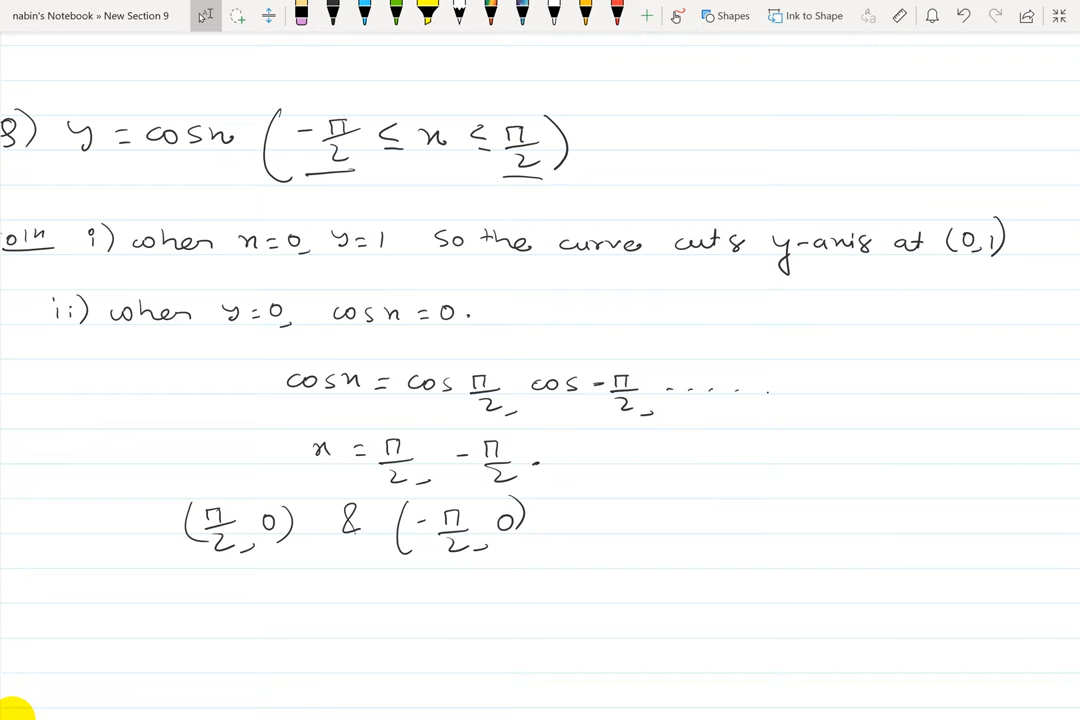 nabin's Notebook » New Section 9
Shapes
Ink to Shape
8) y = cosx (-π/2 ≤ x ≤ π/2)
oln i) when x=0, y=1 so the curve cuts y-axis at (0,1)
ii) when y=0, cosx=0.
cosx = cos π/2, cos -π/2, .....
x = π/2, -π/2.
(π/2, 0) & (-π/2, 0)